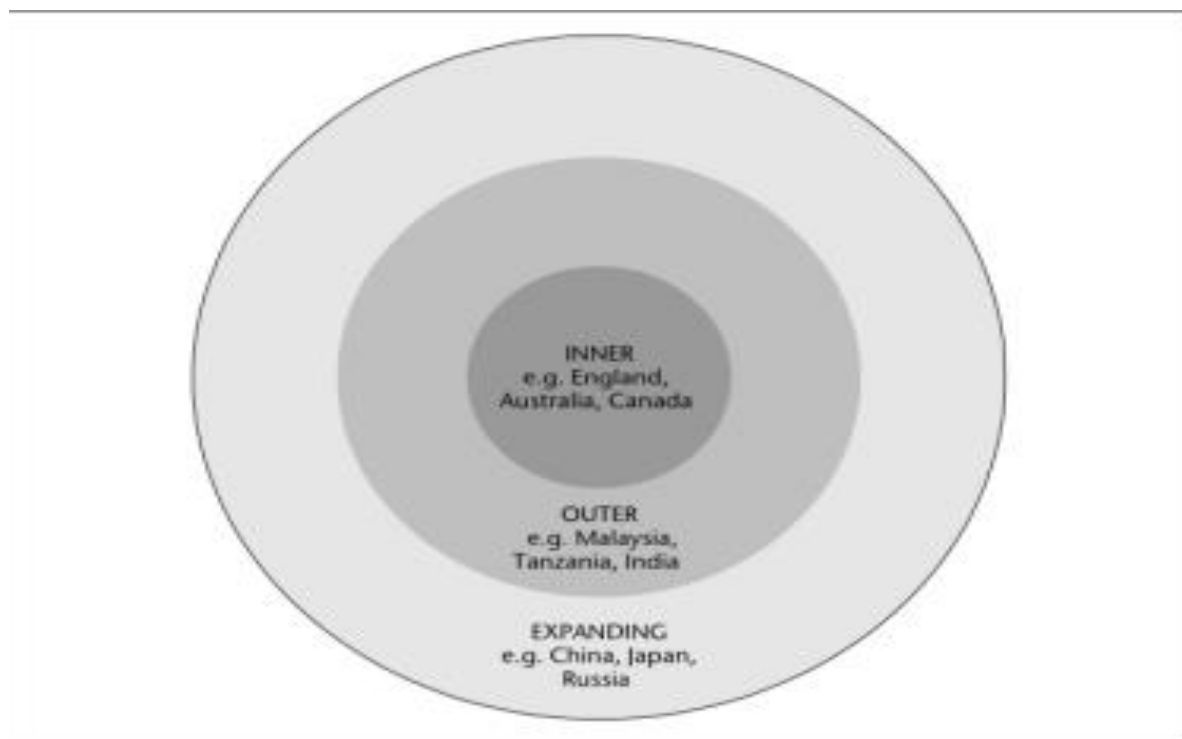 INNER
e.g. England,
Australia, Canada
OUTER
e.g. Malaysia,
Tanzania, India
EXPANDING
e.g. China, Japan,
Russia